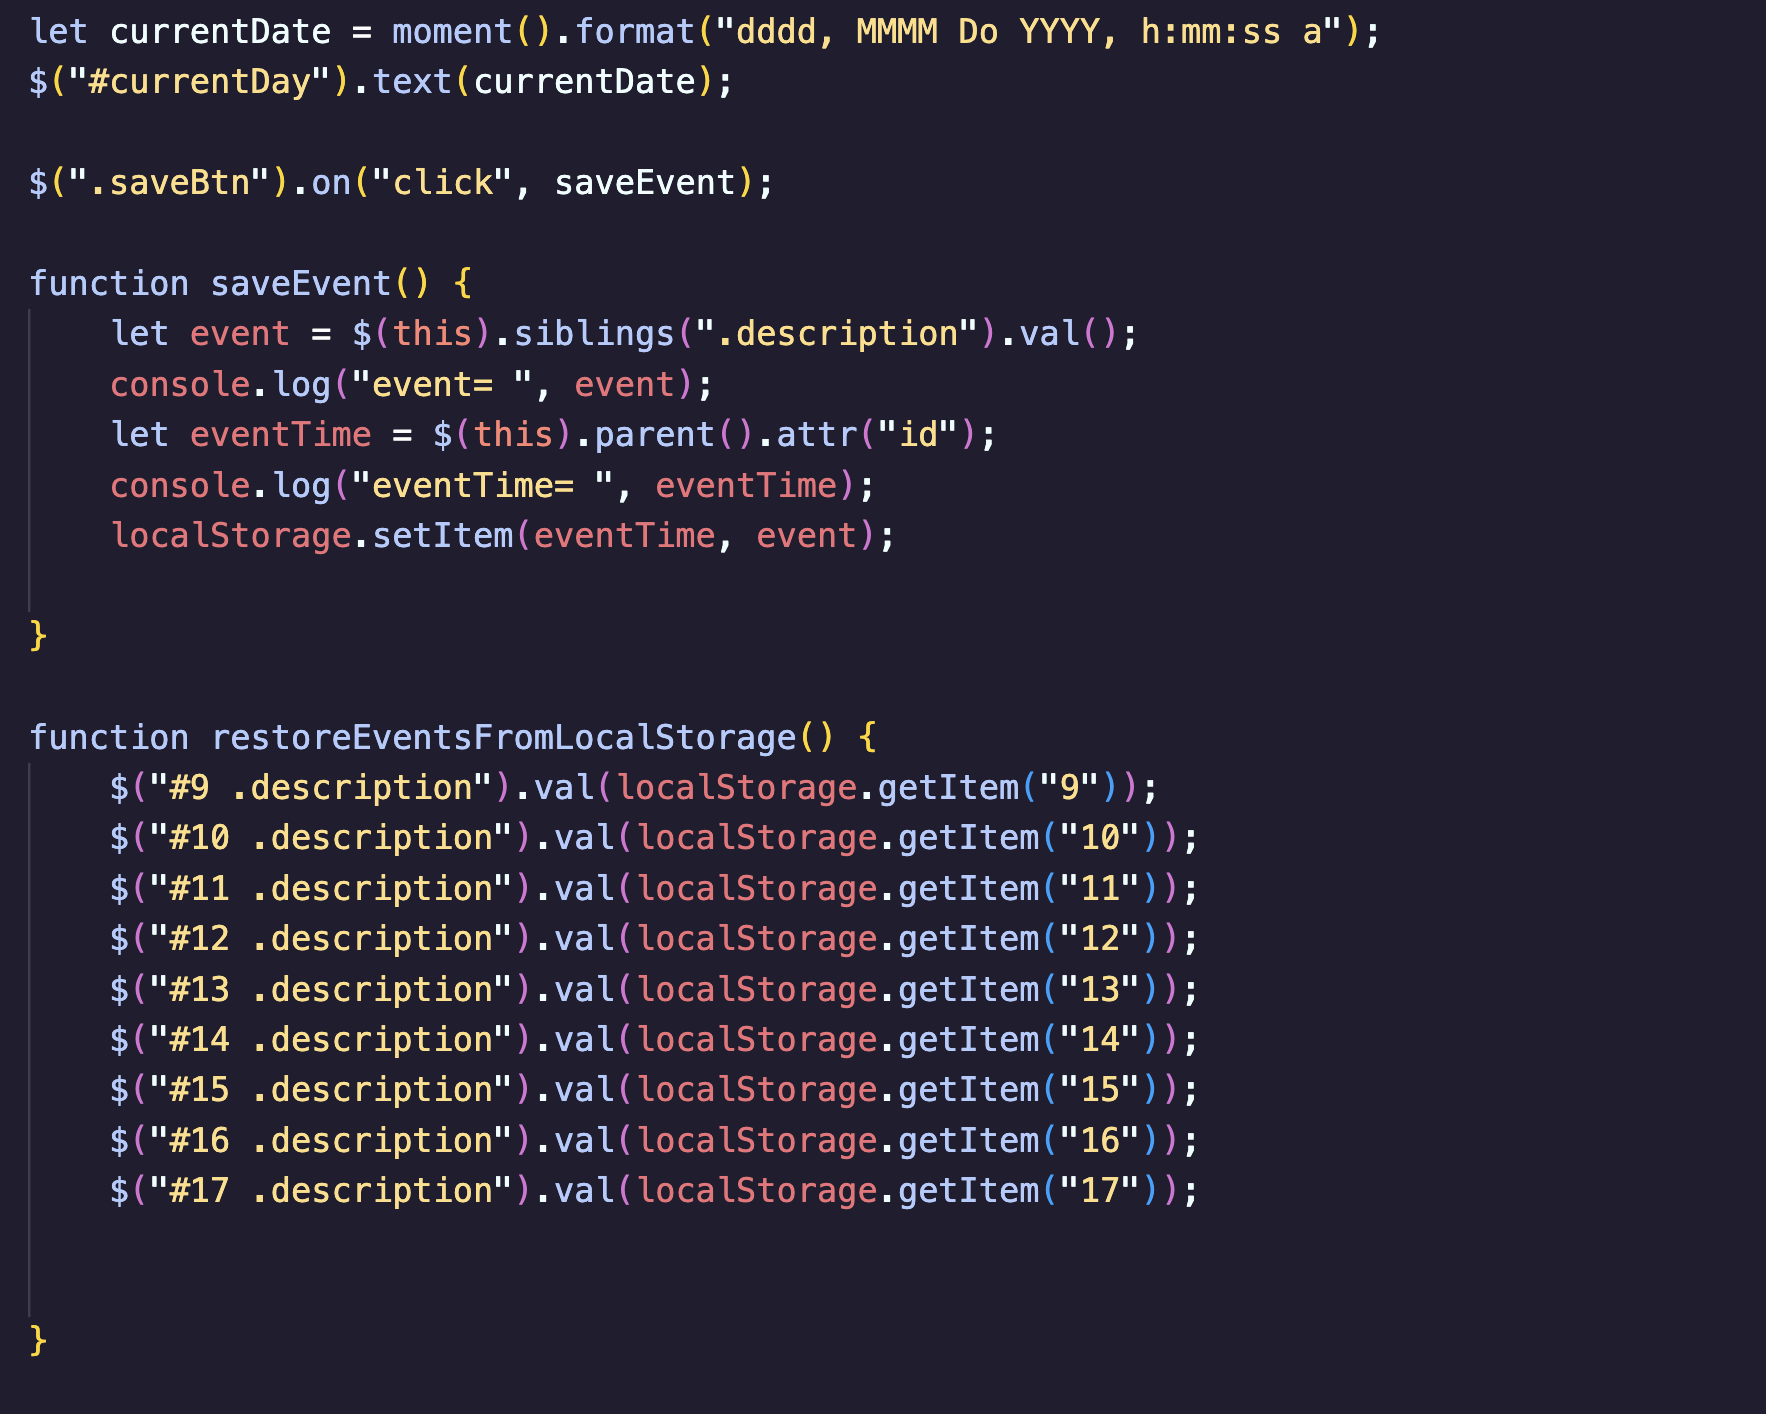 let currentDate = moment().format("dddd, MMMM Do YYYY, h:mm:ss a");
$("#currentDay").text(currentDate);
$(".saveBtn").on("click", saveEvent);
function saveEvent() {
let event = $(this).siblings(".description").val();
console.log("event= ", event);
let eventTime = $(this).parent().attr("id");
console.log("eventTime= ", eventTime);
localStorage.setItem(eventTime, event);
}
function restoreEventsFromLocalStorage() {
$("#9 .description").val(localStorage.getItem("9"));
$("#10 .description").val(localStorage.getItem("10"));
$("#11 .description").val(localStorage.getItem("11"));
$("#12 .description").val(localStorage.getItem("12"));
$("#13 .description").val(localStorage.getItem("13"));
$("#14 .description").val(localStorage.getItem("14"));
$("#15 .description").val(localStorage.getItem("15"));
$("#16 .description").val(localStorage.getItem("16"));
$("#17 .description").val(localStorage.getItem("17"));
}